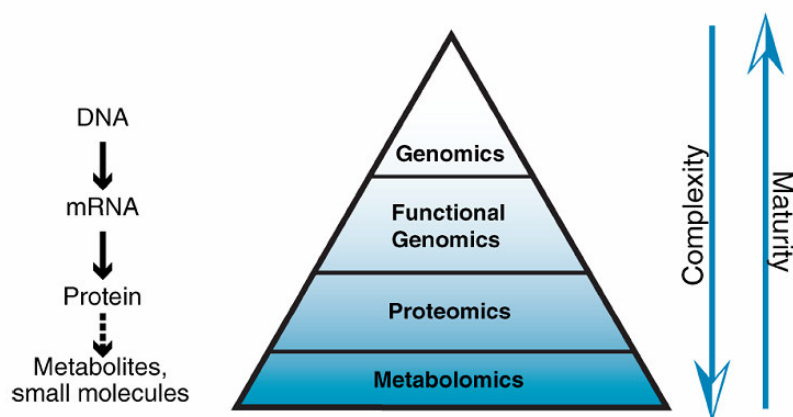 DNA
mRNA
Protein
Metabolites,
small molecules
Genomics
Functional
Genomics
Proteomics
Metabolomics
Complexity
Maturity